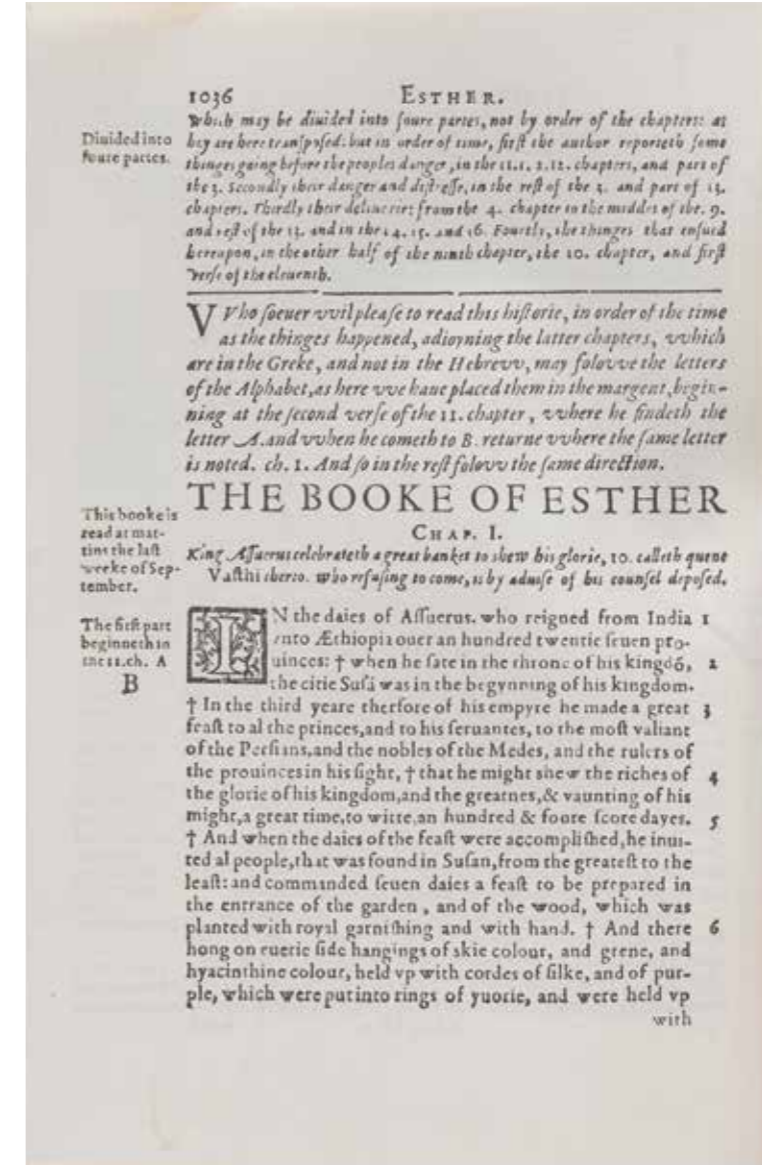 1036 ESTHER.
Diuided into
foure partes.
Which may be diuided into foure partes, not by order of the chapters: as
hey are here transposed: but in order of time, first the author reporteth some
thinges going before the peoples danger, in the 11. 1. 2. 12. chapters, and part of
the 3. Secondly their danger and distresse, in the rest of the 3. and part of 13.
chapters. Thirdly their deliuerie: from the 4. chapter to the middes of the. 9.
and rest of the 13. and in the 14. 15. and 16. Fourtly, the thinges that ensued
hereupon, in the other half of the ninth chapter, the 10. chapter, and first
verse of the eleuenth.
VVho soeuer vvil please to read this historie, in order of the time
as the thinges happened, adioyning the latter chapters, vvhich
are in the Greke, and not in the Hebrevv, may folovve the letters
of the Alphabet, as here vve haue placed them in the margent, begin-
ning at the second verse of the 11. chapter, vvhere he findeth the
letter A. and vvhen he cometh to B. returne vvhere the same letter
is noted. ch. 1. And so in the rest folovv the same direction.
THE BOOKE OF ESTHER
This booke is
read at mat-
tins the last
weeke of Sep-
tember.
CHAP. I.
King Assuerus celebrateth a great banket to shew his glorie, 10. calleth quene
Vasthi therto. who refusing to come, is by aduise of his counsel deposed.
The first part
beginneth in
the 11. ch. A
B
IN the daies of Assuerus. who reigned from India 1
into Æthiopia ouer an hundred twentie seuen pro-
uinces: † when he sate in the throne of his kingdõ, 2
the citie Susã was in the begynning of his kingdom.
† In the third yeare therfore of his empyre he made a great 3
feast to al the princes, and to his seruantes, to the most valiant
of the Persians, and the nobles of the Medes, and the rulers of
the prouinces in his sight, † that he might shew the riches of 4
the glorie of his kingdom, and the greatnes, & vaunting of his
might, a great time, to witte, an hundred & foure score dayes. 5
† And when the daies of the feast were accomplished, he inui-
ted al people, that was found in Susan, from the greatest to the
least: and commanded seuen daies a feast to be prepared in
the entrance of the garden, and of the wood, which was
planted with royal garnishing and with hand. † And there 6
hong on euerie side hangings of skie colour, and grene, and
hyacinthine colour, held vp with cordes of silke, and of pur-
ple, which were put into rings of yuorie, and were held vp
with